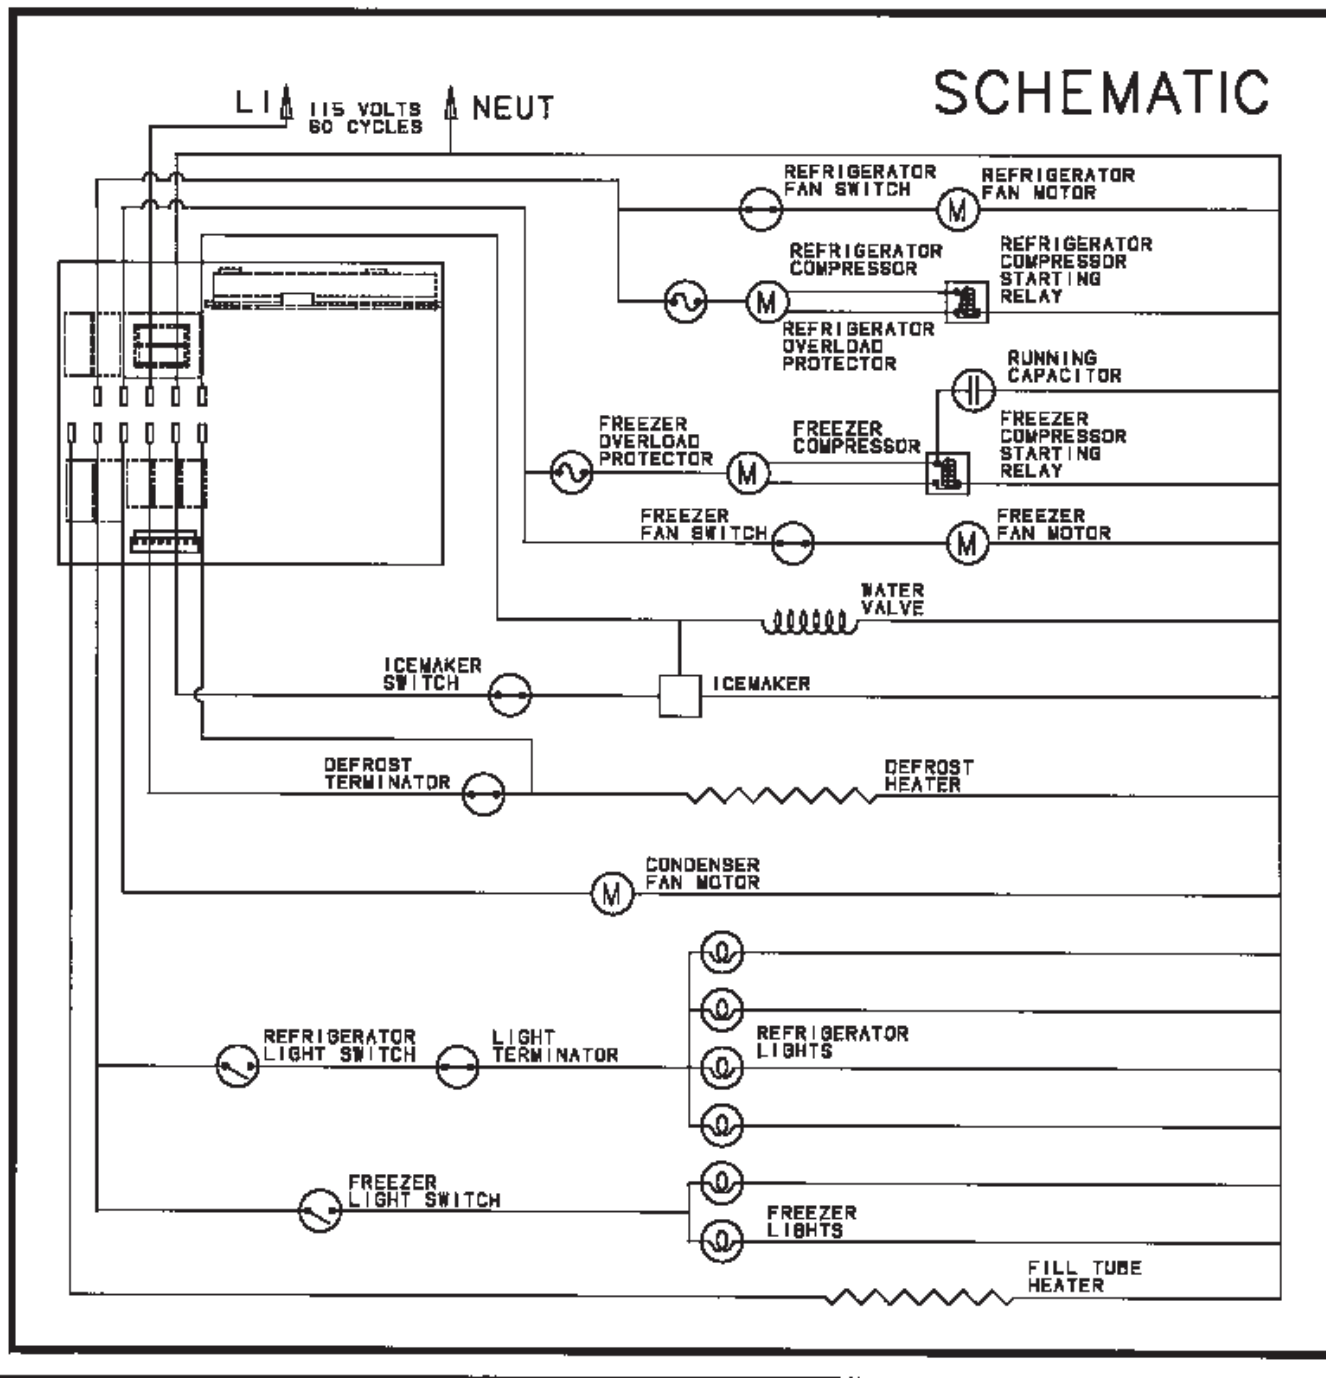 SCHEMATIC
L1
115 VOLTS
60 CYCLES
NEUT
REFRIGERATOR
FAN SWITCH
REFRIGERATOR
FAN MOTOR
M
REFRIGERATOR
COMPRESSOR
REFRIGERATOR
COMPRESSOR
STARTING
RELAY
M
REFRIGERATOR
OVERLOAD
PROTECTOR
RUNNING
CAPACITOR
FREEZER
OVERLOAD
PROTECTOR
FREEZER
COMPRESSOR
FREEZER
COMPRESSOR
STARTING
RELAY
M
FREEZER
FAN SWITCH
FREEZER
FAN MOTOR
M
WATER
VALVE
ICEMAKER
SWITCH
ICEMAKER
DEFROST
TERMINATOR
DEFROST
HEATER
CONDENSER
FAN MOTOR
M
REFRIGERATOR
LIGHT SWITCH
LIGHT
TERMINATOR
REFRIGERATOR
LIGHTS
FREEZER
LIGHT SWITCH
FREEZER
LIGHTS
FILL TUBE
HEATER